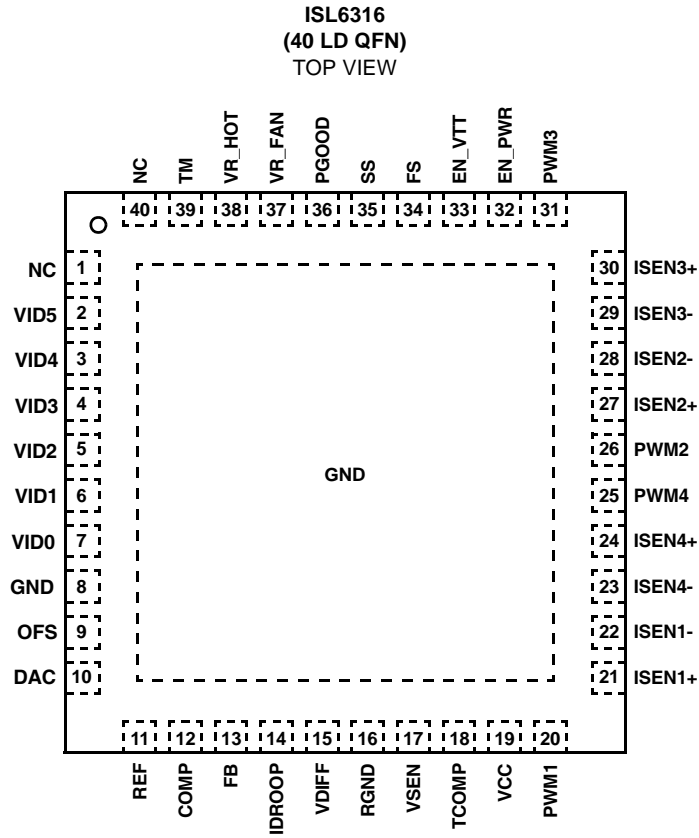 ISL6316
(40 LD QFN)
TOP VIEW
NC
TM
VR_HOT
VR_FAN
PGOOD
SS
FS
EN_VTT
EN_PWR
PWM3
40 39 38 37 36 35 34 33 32 31
NC 1
VID5 2
VID4 3
VID3 4
VID2 5
VID1 6
VID0 7
GND 8
OFS 9
DAC 10
GND
30 ISEN3+
29 ISEN3-
28 ISEN2-
27 ISEN2+
26 PWM2
25 PWM4
24 ISEN4+
23 ISEN4-
22 ISEN1-
21 ISEN1+
11 12 13 14 15 16 17 18 19 20
REF
COMP
FB
IDROOP
VDIFF
RGND
VSEN
TCOMP
VCC
PWM1